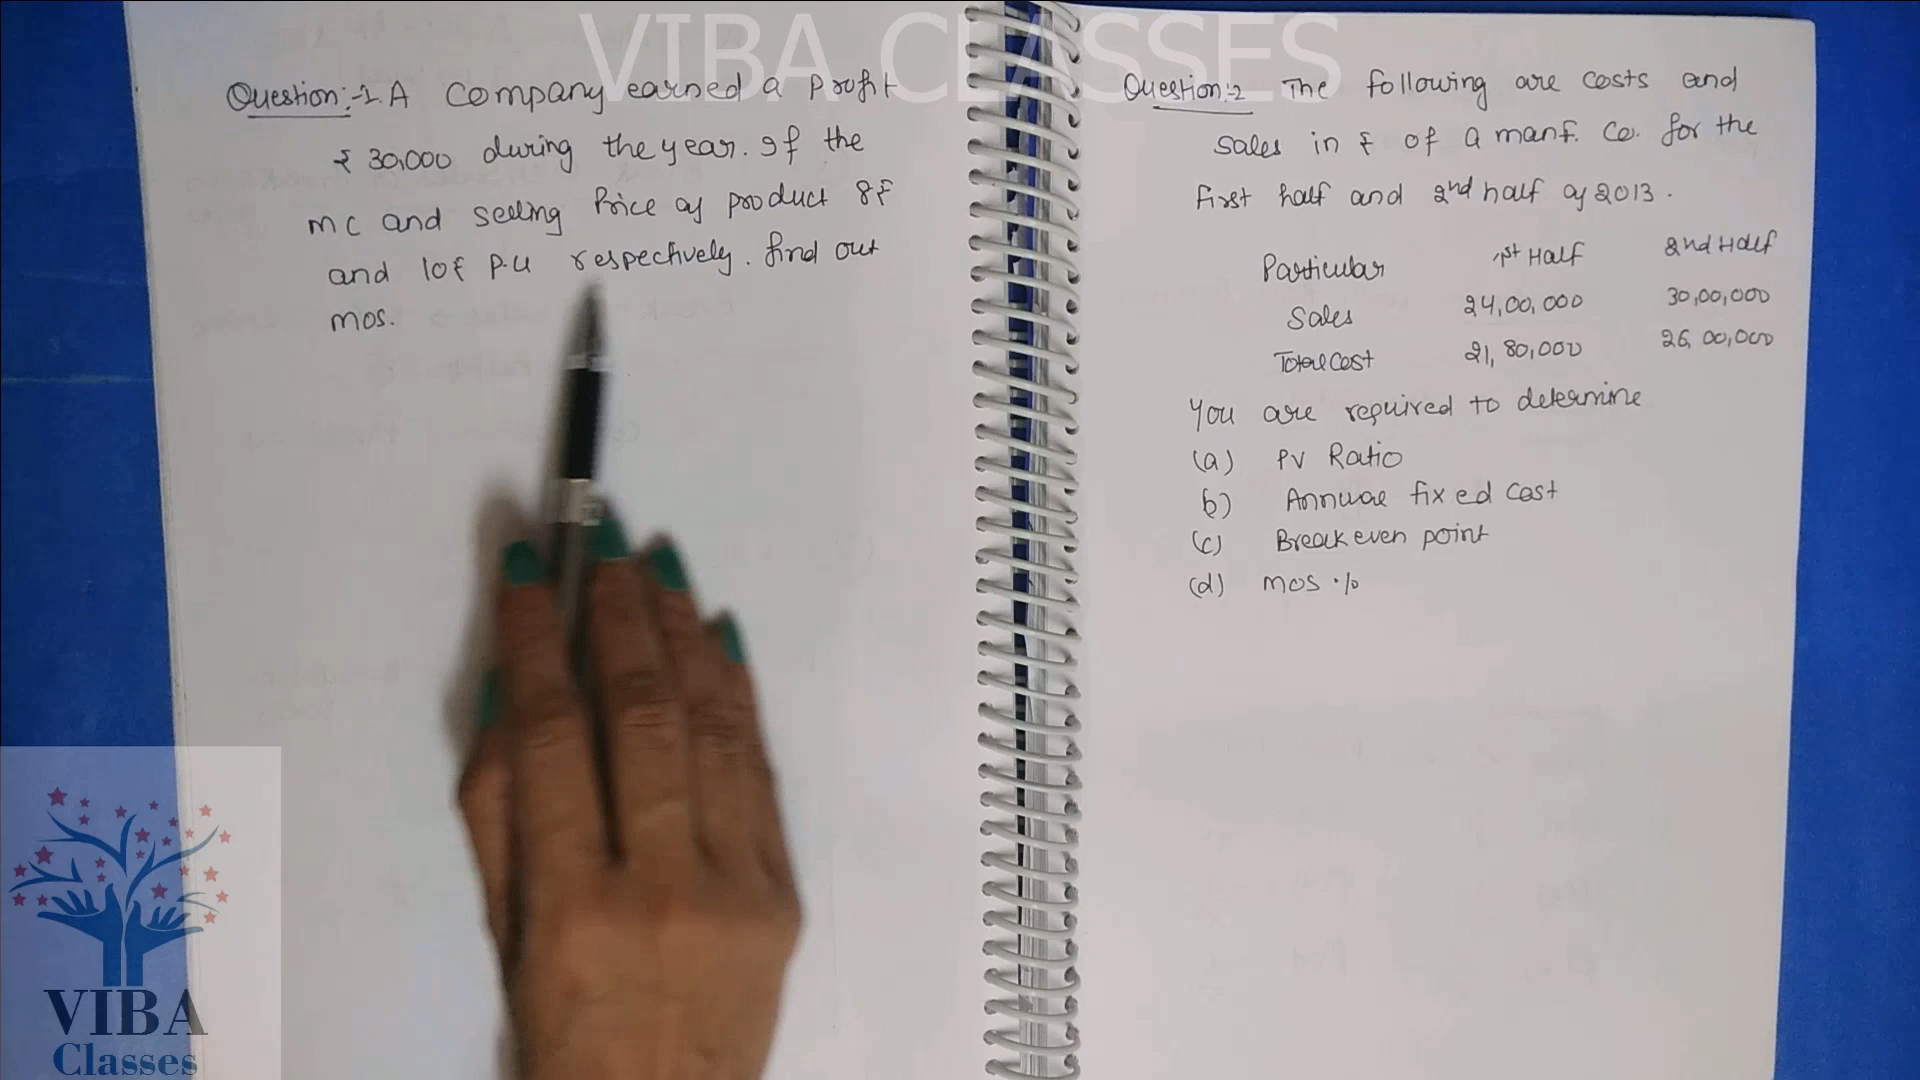 VIBA CLASSES
Question:-1. A Company earned a Profit
₹ 30,000 during the year. If the
MC and selling Price of product 8₹
and 10₹ P.U respectively. find out
MOS.
Question:-2 The following are costs and
Sales in ₹ of a manf. Co. for the
First half and 2nd half of 2013.
Particular 1st Half 2nd Half
Sales 24,00,000 30,00,000
Total Cost 21,80,000 26,00,000
You are required to determine
(a) PV Ratio
b) Annual fixed Cost
(c) Breakeven point
(d) MOS %
VIBA
Classes